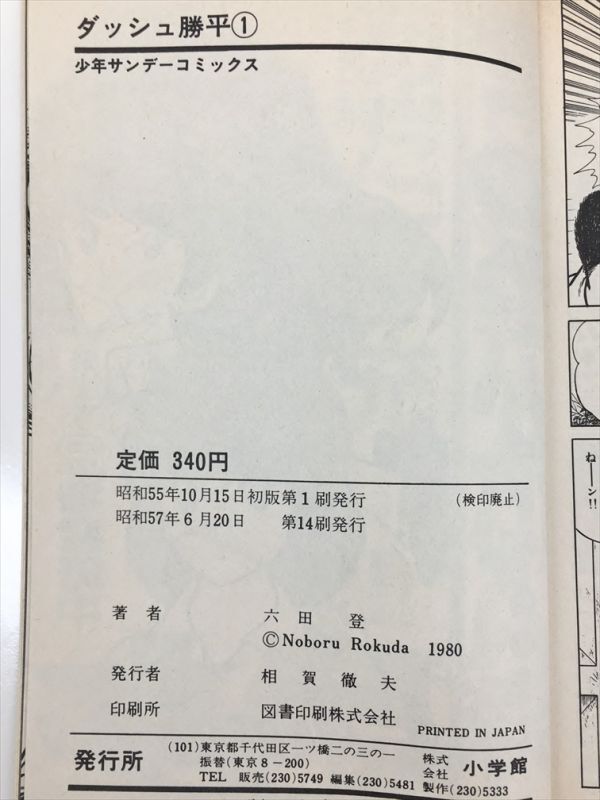 ダッシュ勝平①
少年サンデーコミックス
定価 340円
昭和55年10月15日初版第1刷発行 (検印廃止)
昭和57年6月20日 第14刷発行
著者 六田登
©Noboru Rokuda 1980
発行者 相賀徹夫
印刷所 図書印刷株式会社
PRINTED IN JAPAN
発行所 (101)東京都千代田区一ツ橋二の三の一 株式会社 小学館
振替(東京8-200)
TEL 販売(230)5749 編集(230)5481 製作(230)5333
ねーン!!